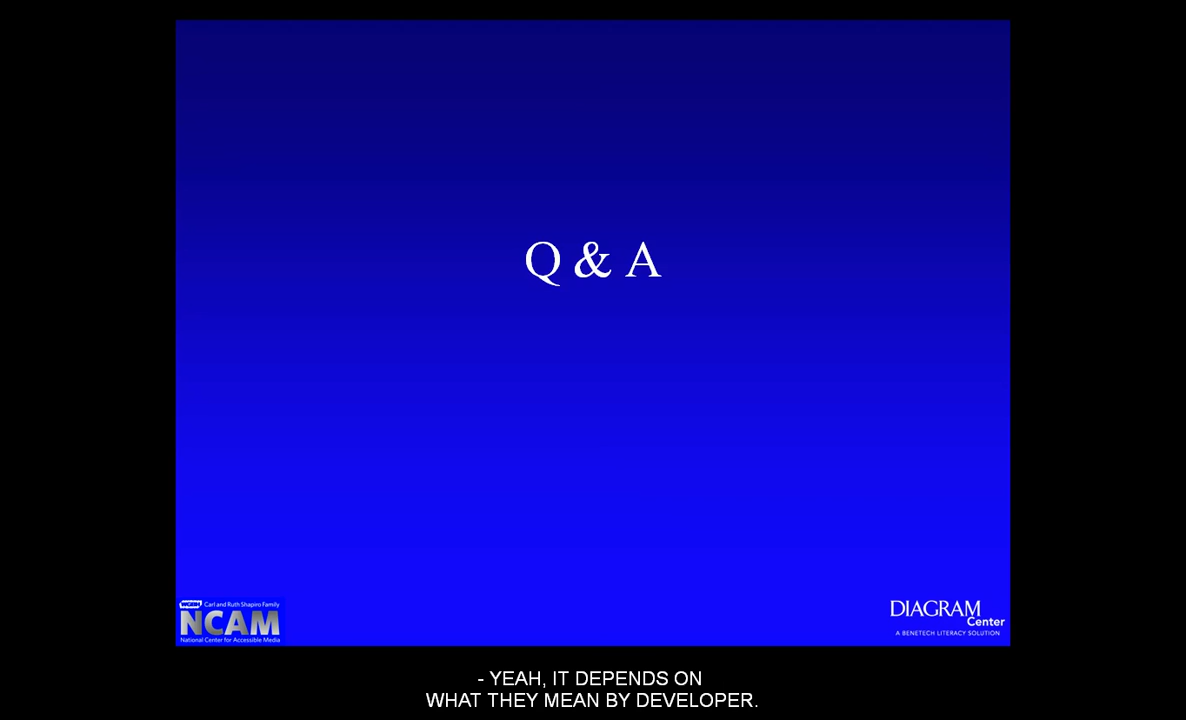 Q & A
WGBH Carl and Ruth Shapiro Family
NCAM
National Center for Accessible Media
DIAGRAM
Center
A BENETECH LITERACY SOLUTION
- YEAH, IT DEPENDS ON
WHAT THEY MEAN BY DEVELOPER.